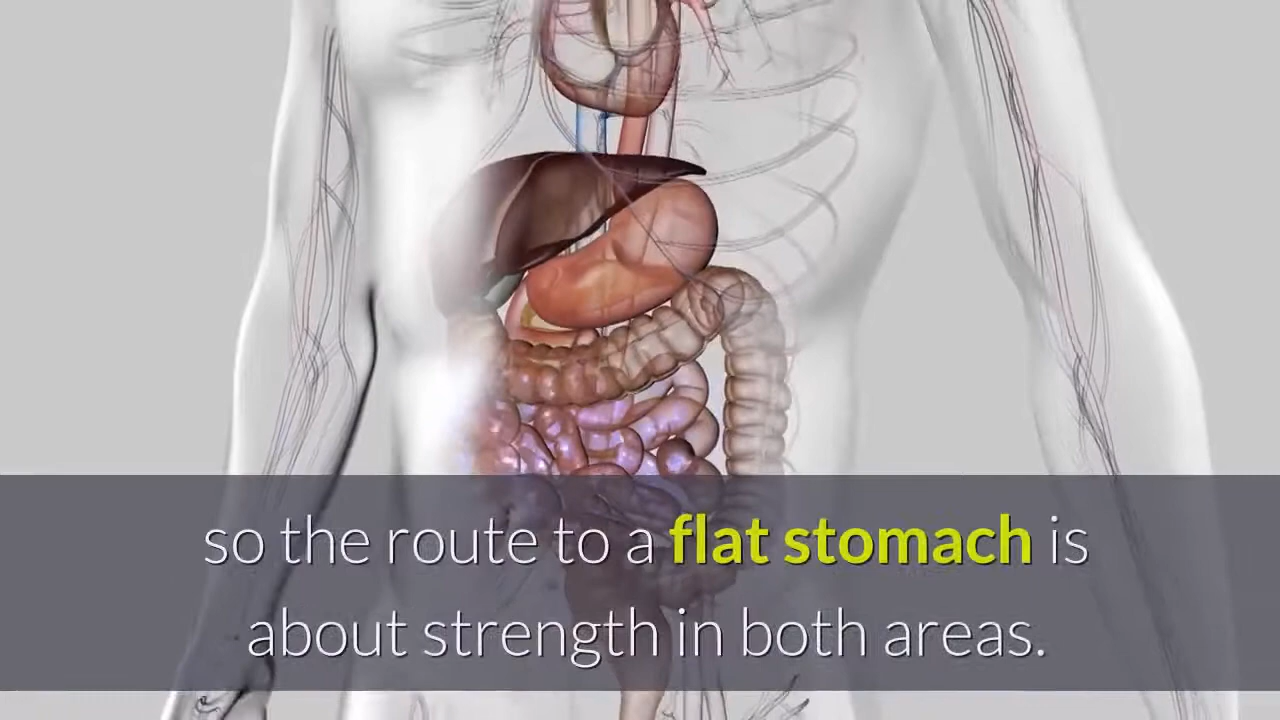 so the route to a flat stomach is
about strength in both areas.